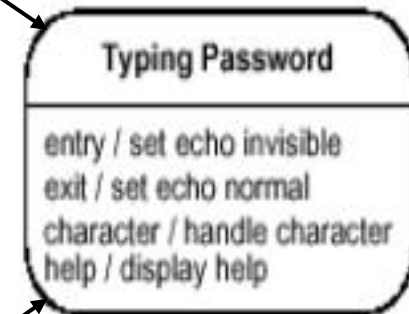 Typing Password
entry / set echo invisible
exit / set echo normal
character / handle character
help / display help